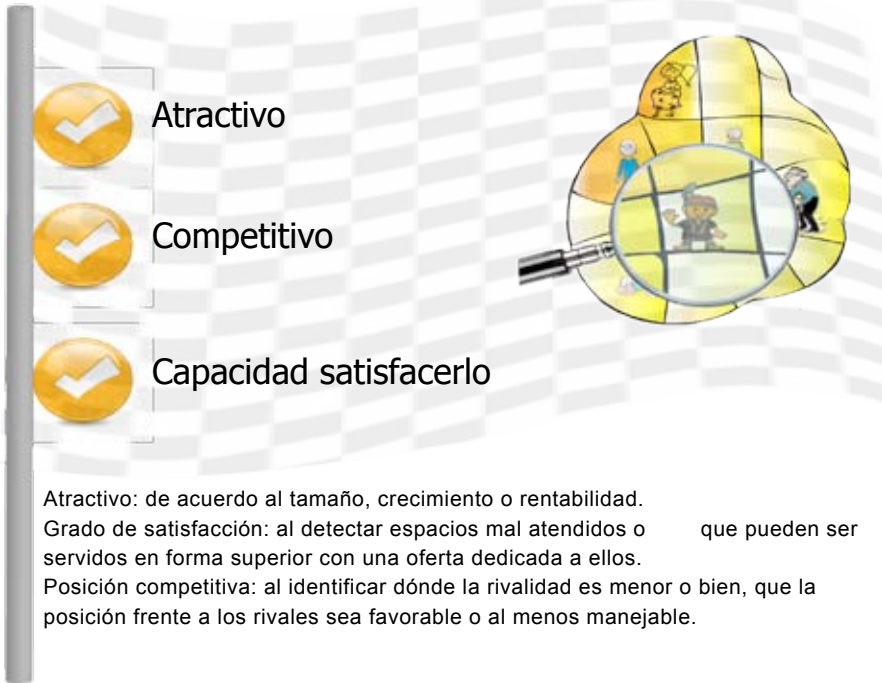 Atractivo
Competitivo
Capacidad satisfacerlo
Atractivo: de acuerdo al tamaño, crecimiento o rentabilidad.
Grado de satisfacción: al detectar espacios mal atendidos o que pueden ser
servidos en forma superior con una oferta dedicada a ellos.
Posición competitiva: al identificar dónde la rivalidad es menor o bien, que la
posición frente a los rivales sea favorable o al menos manejable.